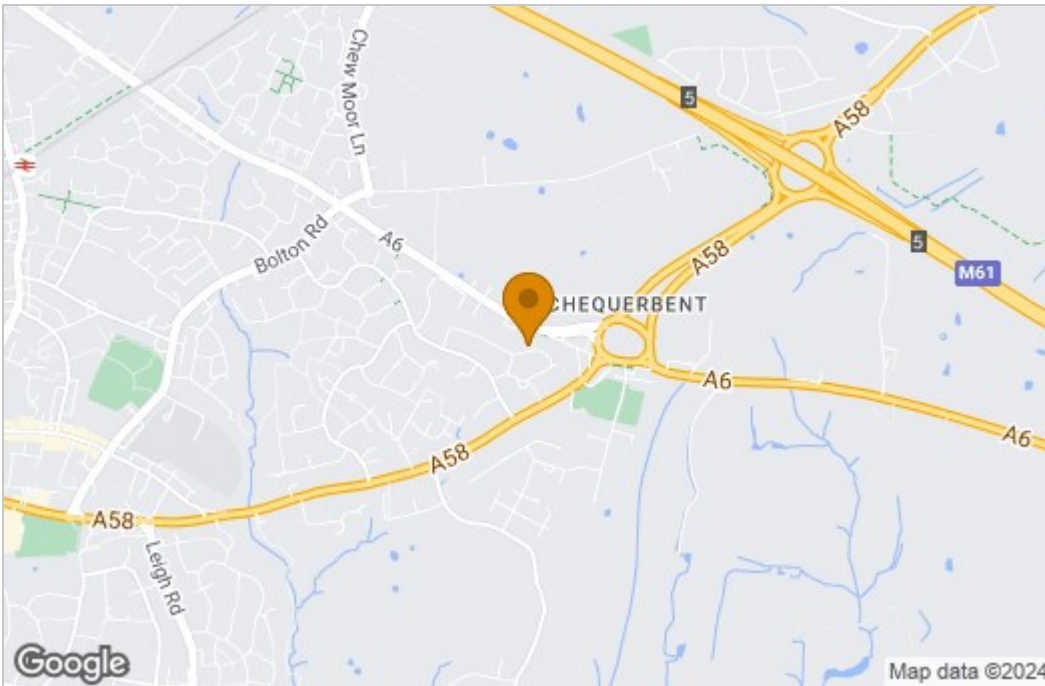 Chew Moor Ln
5
A58
Bolton Rd
A6
A58
5
M61
CHEQUERBENT
A6
A6
A58
A58
Leigh Rd
Google
Map data ©2024